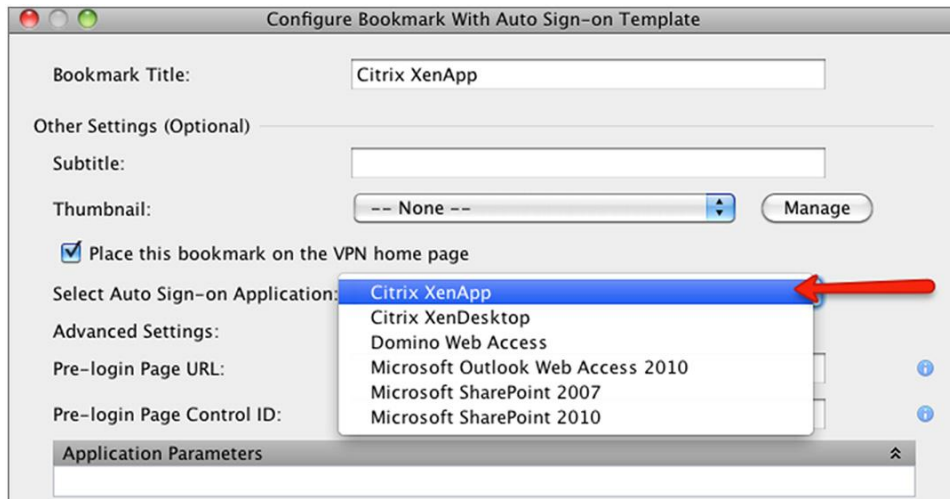 Configure Bookmark With Auto Sign-on Template
Bookmark Title: Citrix XenApp
Other Settings (Optional)
Subtitle:
Thumbnail: -- None -- Manage
Place this bookmark on the VPN home page
Select Auto Sign-on Application: Citrix XenApp
Citrix XenDesktop
Advanced Settings:
Domino Web Access
Pre-login Page URL:
Microsoft Outlook Web Access 2010
Microsoft SharePoint 2007
Pre-login Page Control ID:
Microsoft SharePoint 2010
Application Parameters